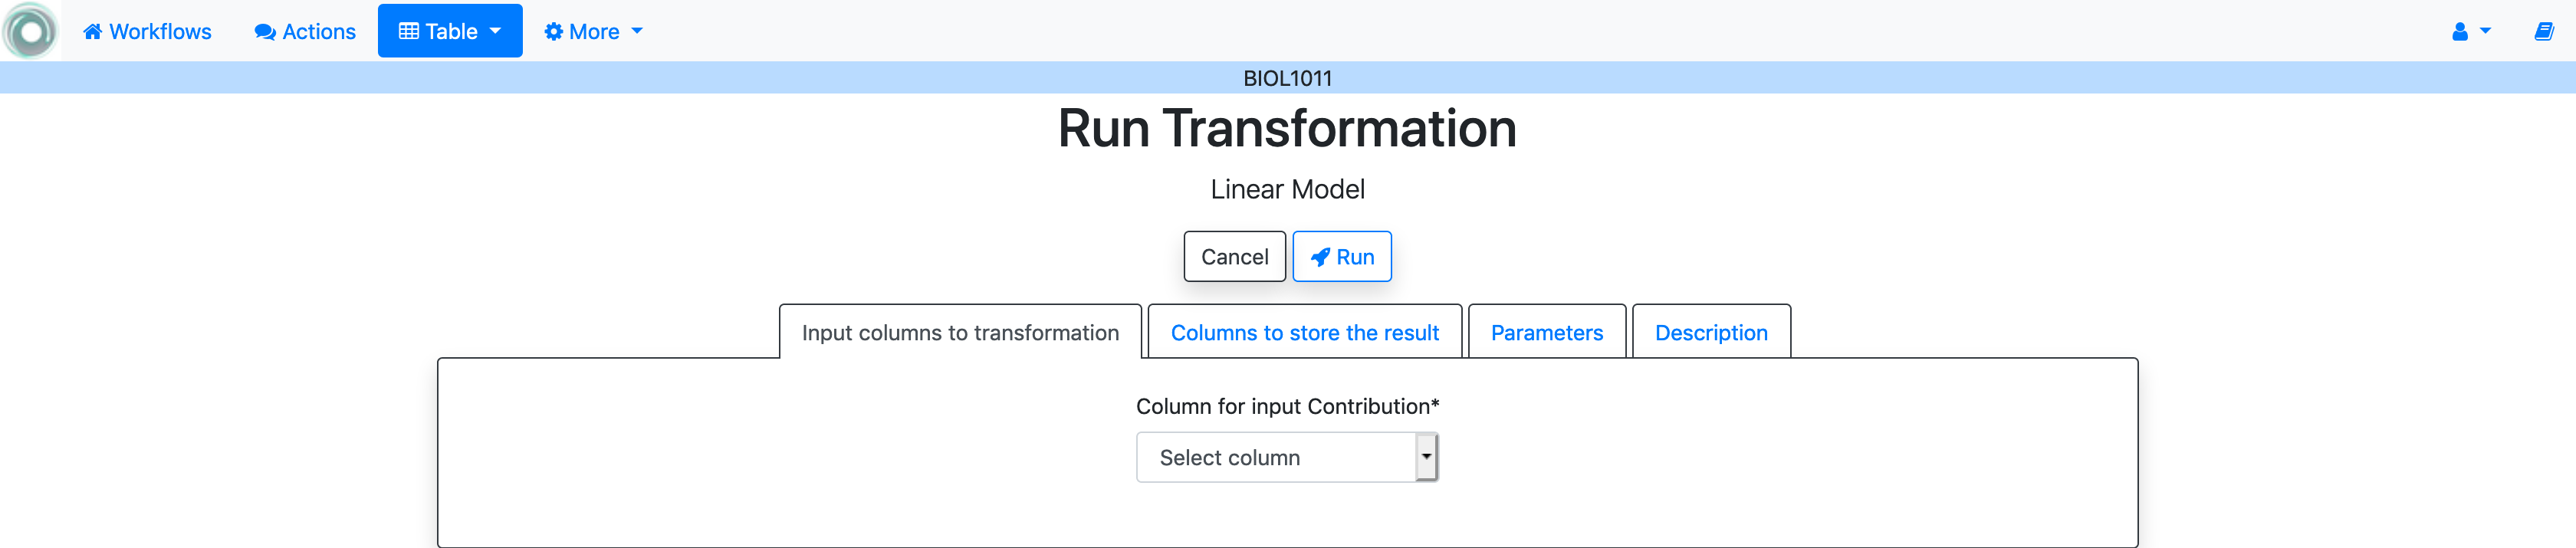 Workflows Actions Table More
BIOL1011
Run Transformation
Linear Model
Cancel Run
Input columns to transformation Columns to store the result Parameters Description
Column for input Contribution*
Select column